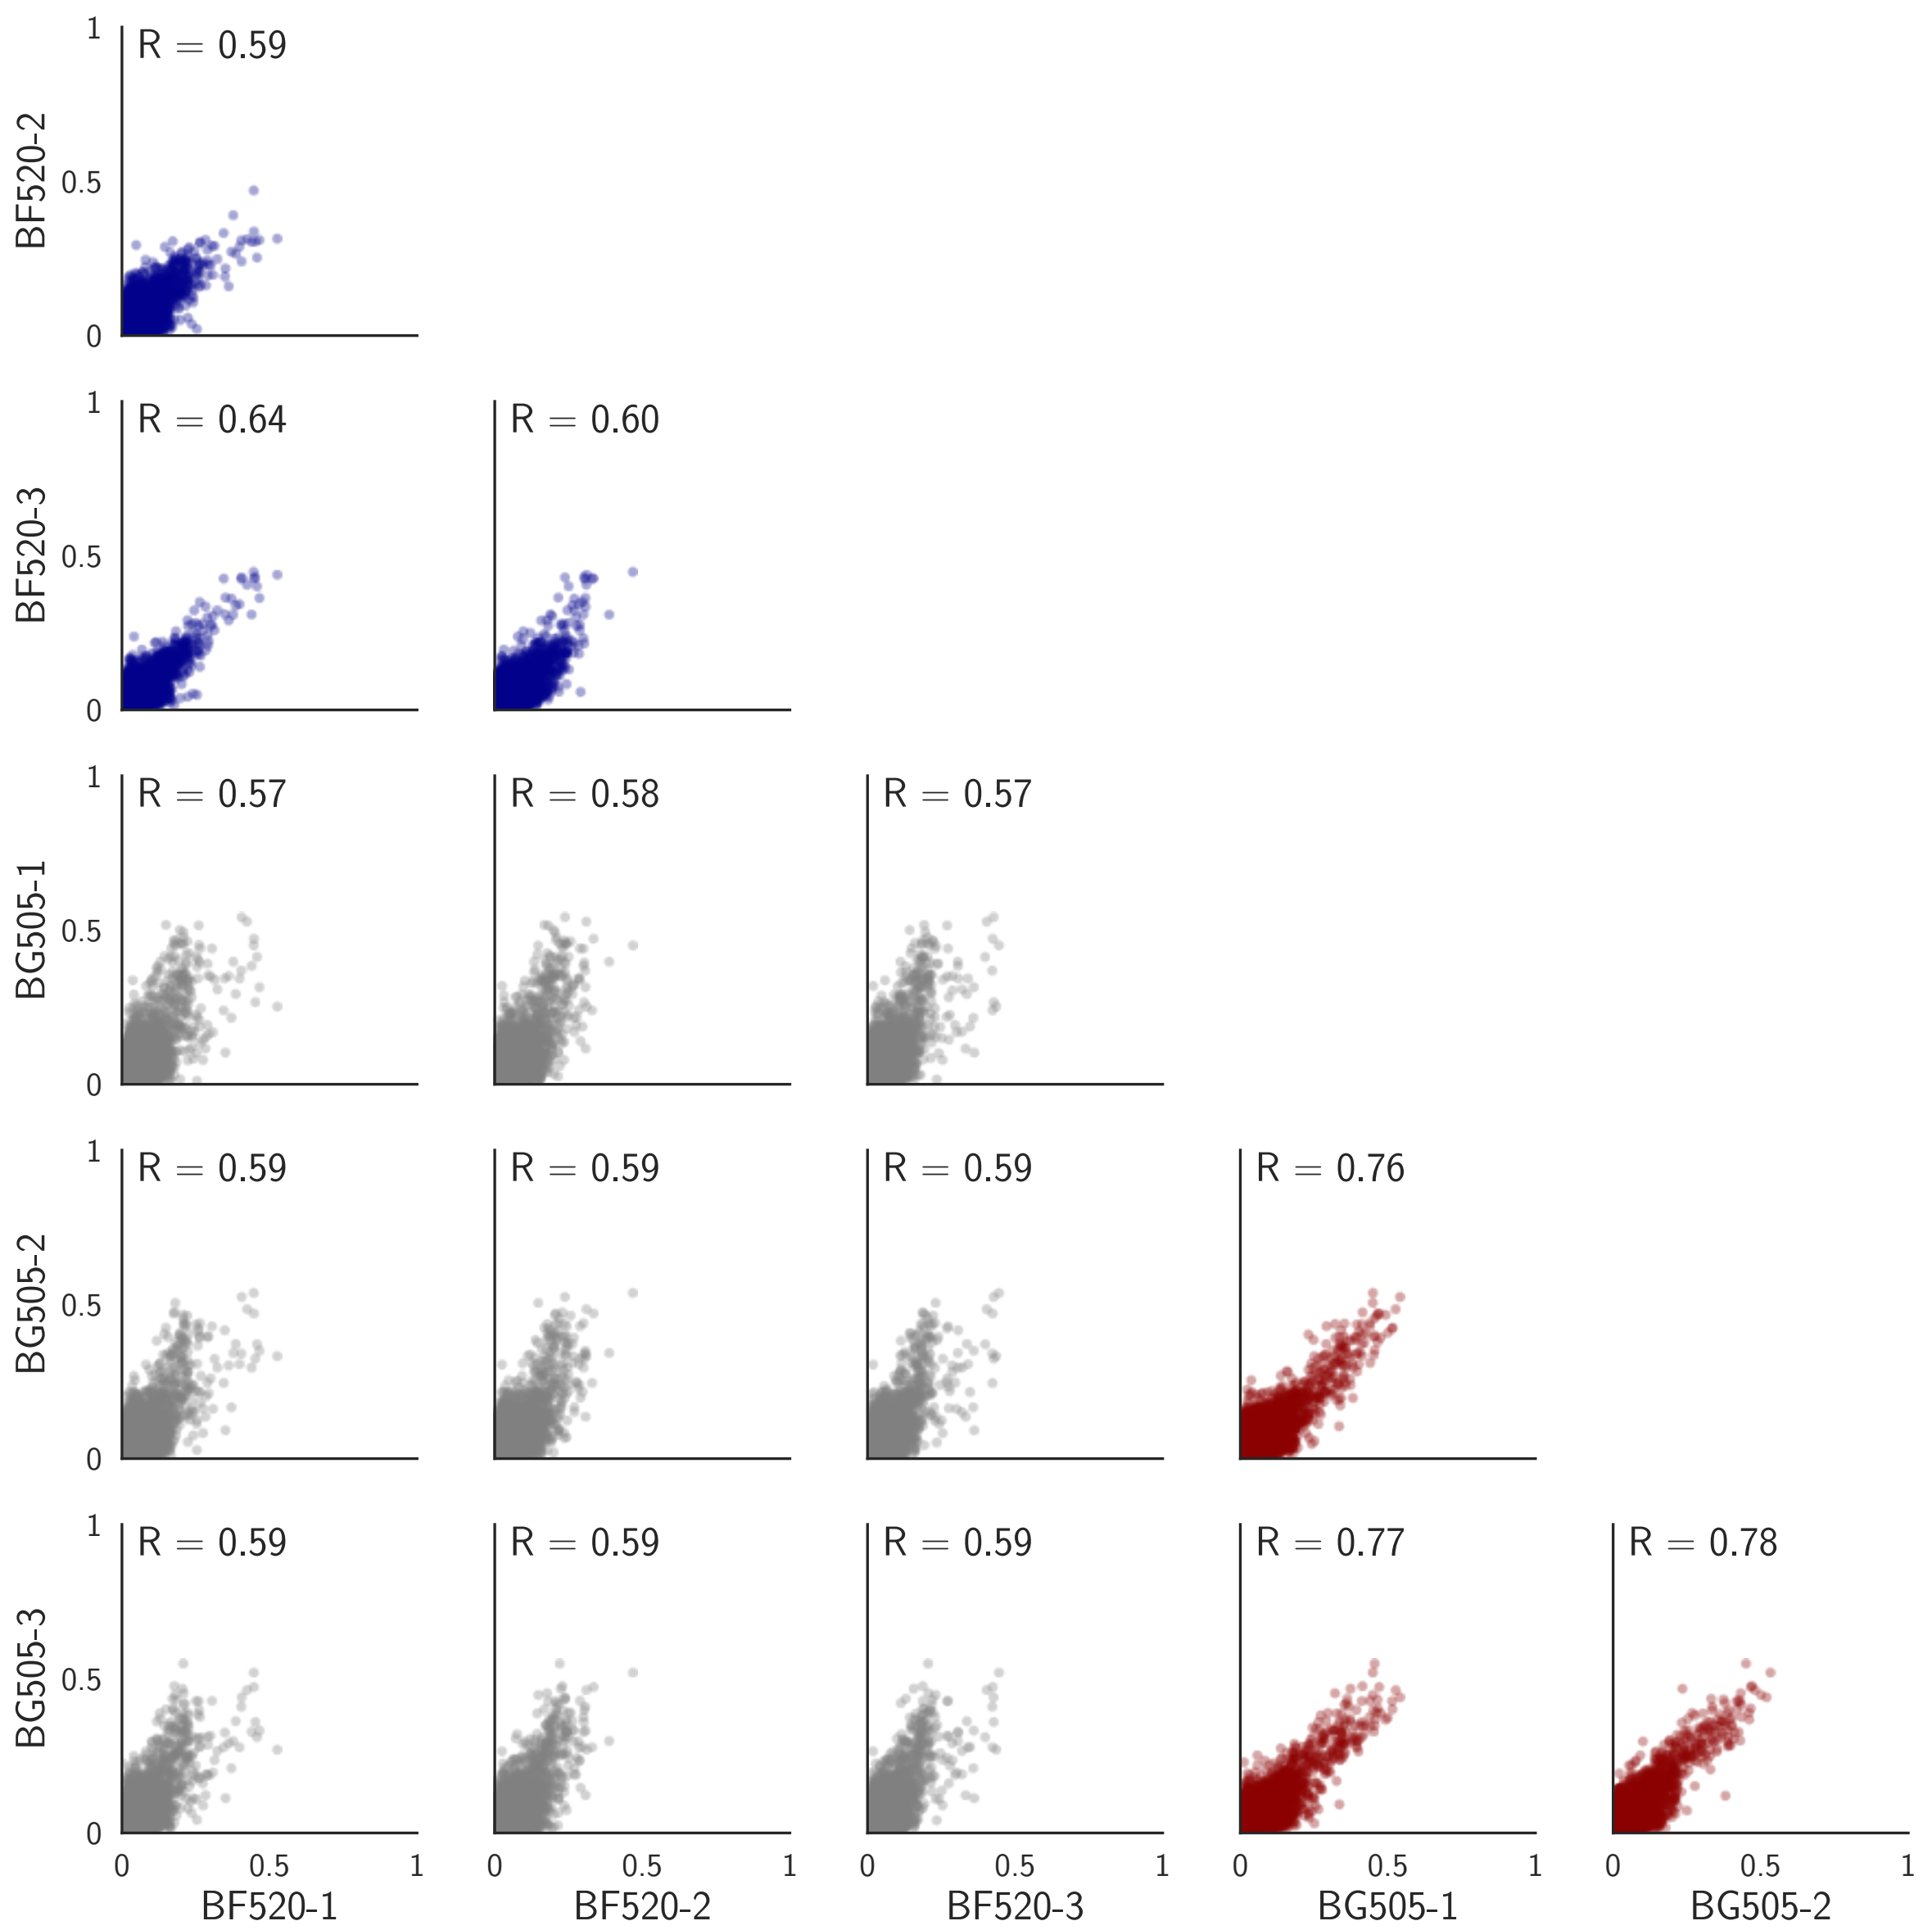 1
R = 0.59
BF520-2
0.5
0
1
R = 0.64
R = 0.60
BF520-3
0.5
0
1
R = 0.57
R = 0.58
R = 0.57
BG505-1
0.5
0
1
R = 0.59
R = 0.59
R = 0.59
R = 0.76
BG505-2
0.5
0
1
R = 0.59
R = 0.59
R = 0.59
R = 0.77
R = 0.78
BG505-3
0.5
0
0 0.5 1 0 0.5 1 0 0.5 1 0 0.5 1 0 0.5 1
BF520-1 BF520-2 BF520-3 BG505-1 BG505-2